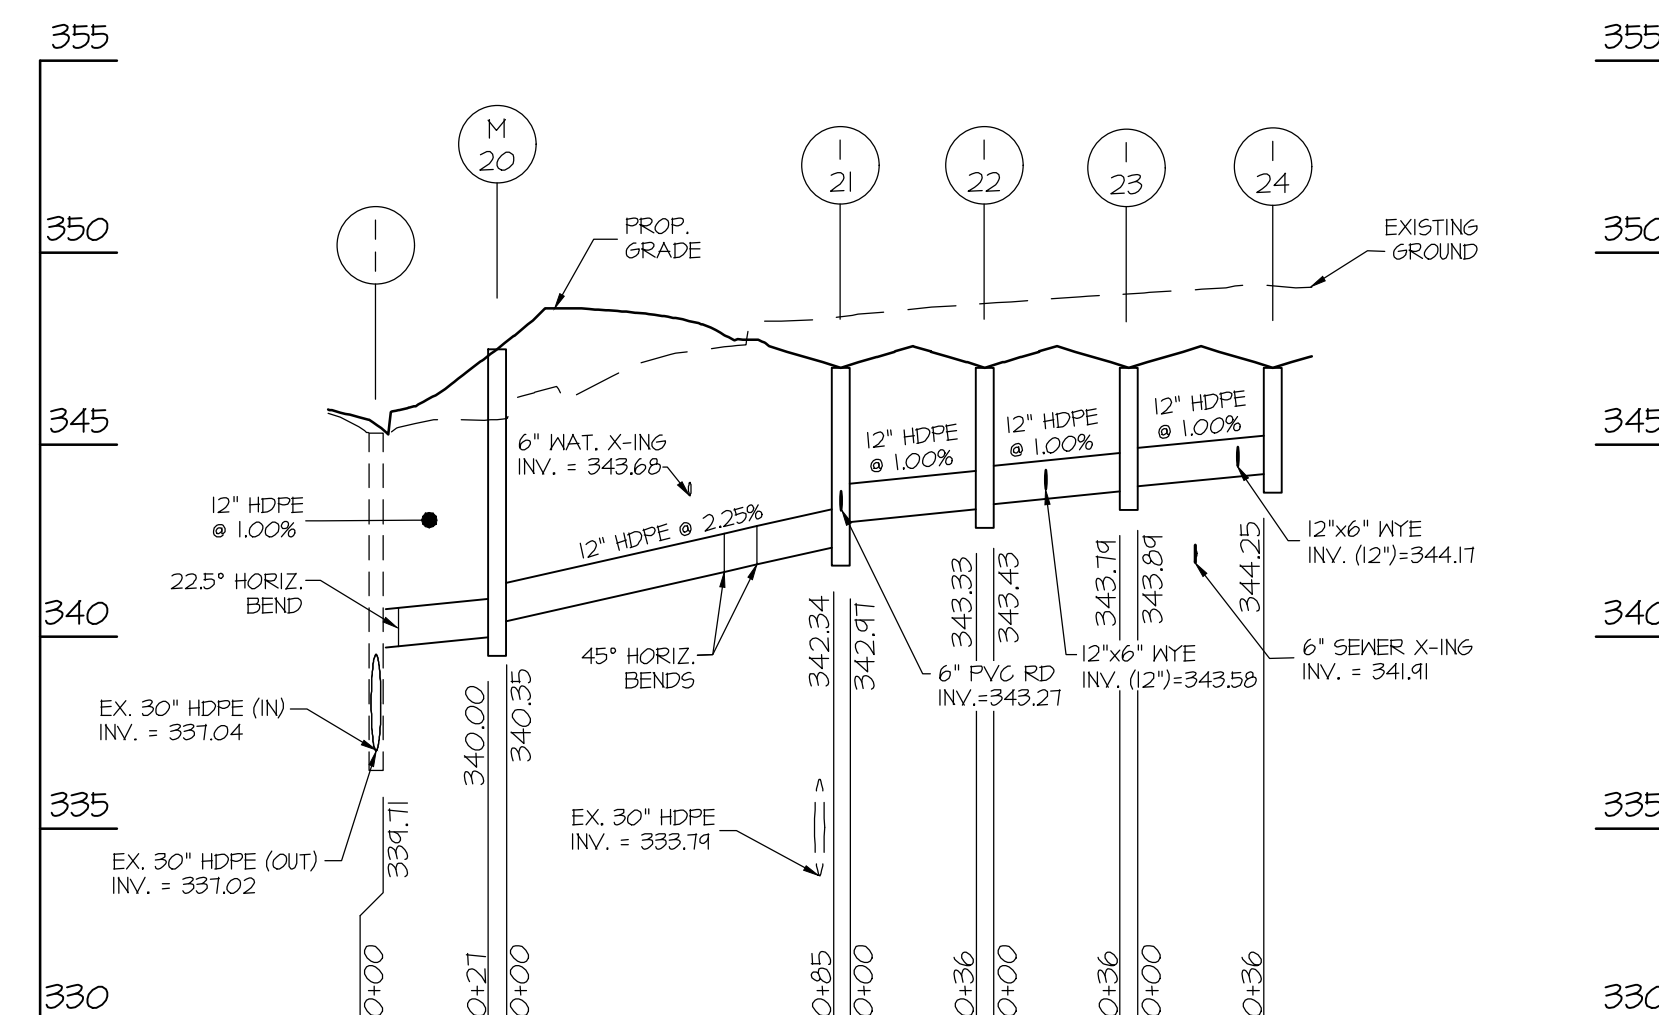 355
355
M
20
I
21
I
22
I
23
I
24
I
I
350
350
PROP.
GRADE
EXISTING
GROUND
345
345
6" WAT. X-ING
INV. = 343.68
12" HDPE
@ 1.00%
12" HDPE
@ 1.00%
12" HDPE
@ 1.00%
12" HDPE
@ 1.00%
12" HDPE @ 2.25%
12"x6" WYE
INV. (12")=344.17
22.5° HORIZ.
BEND
340
340
45° HORIZ.
BENDS
6" PVC RD
INV.=343.27
12"x6" WYE
INV. (12")=343.58
6" SEWER X-ING
INV. = 341.91
340.00
340.35
342.34
342.97
343.33
343.43
343.79
343.89
344.25
EX. 30" HDPE (IN)
INV. = 337.04
335
335
339.71
EX. 30" HDPE
INV. = 333.79
EX. 30" HDPE (OUT)
INV. = 337.02
330
330
0+00
0+27
0+00
0+85
0+00
0+36
0+00
0+36
0+00
0+36